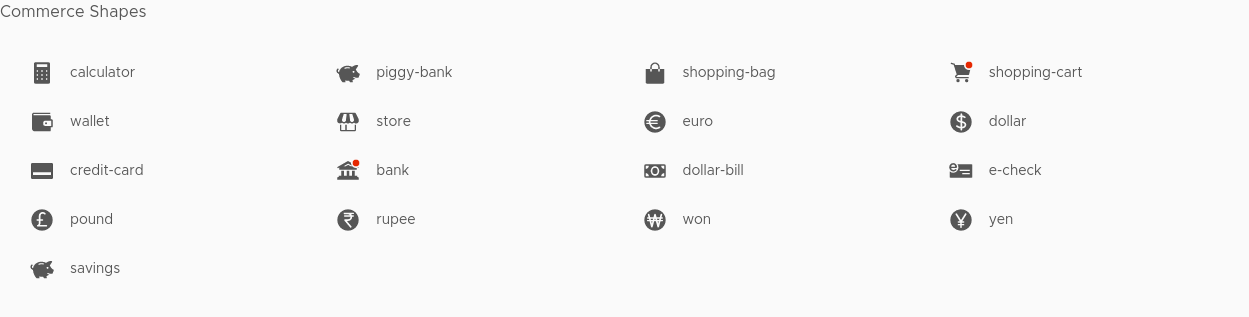 Commerce Shapes
calculator piggy-bank shopping-bag shopping-cart
wallet store euro dollar
credit-card bank dollar-bill e-check
pound rupee won yen
savings